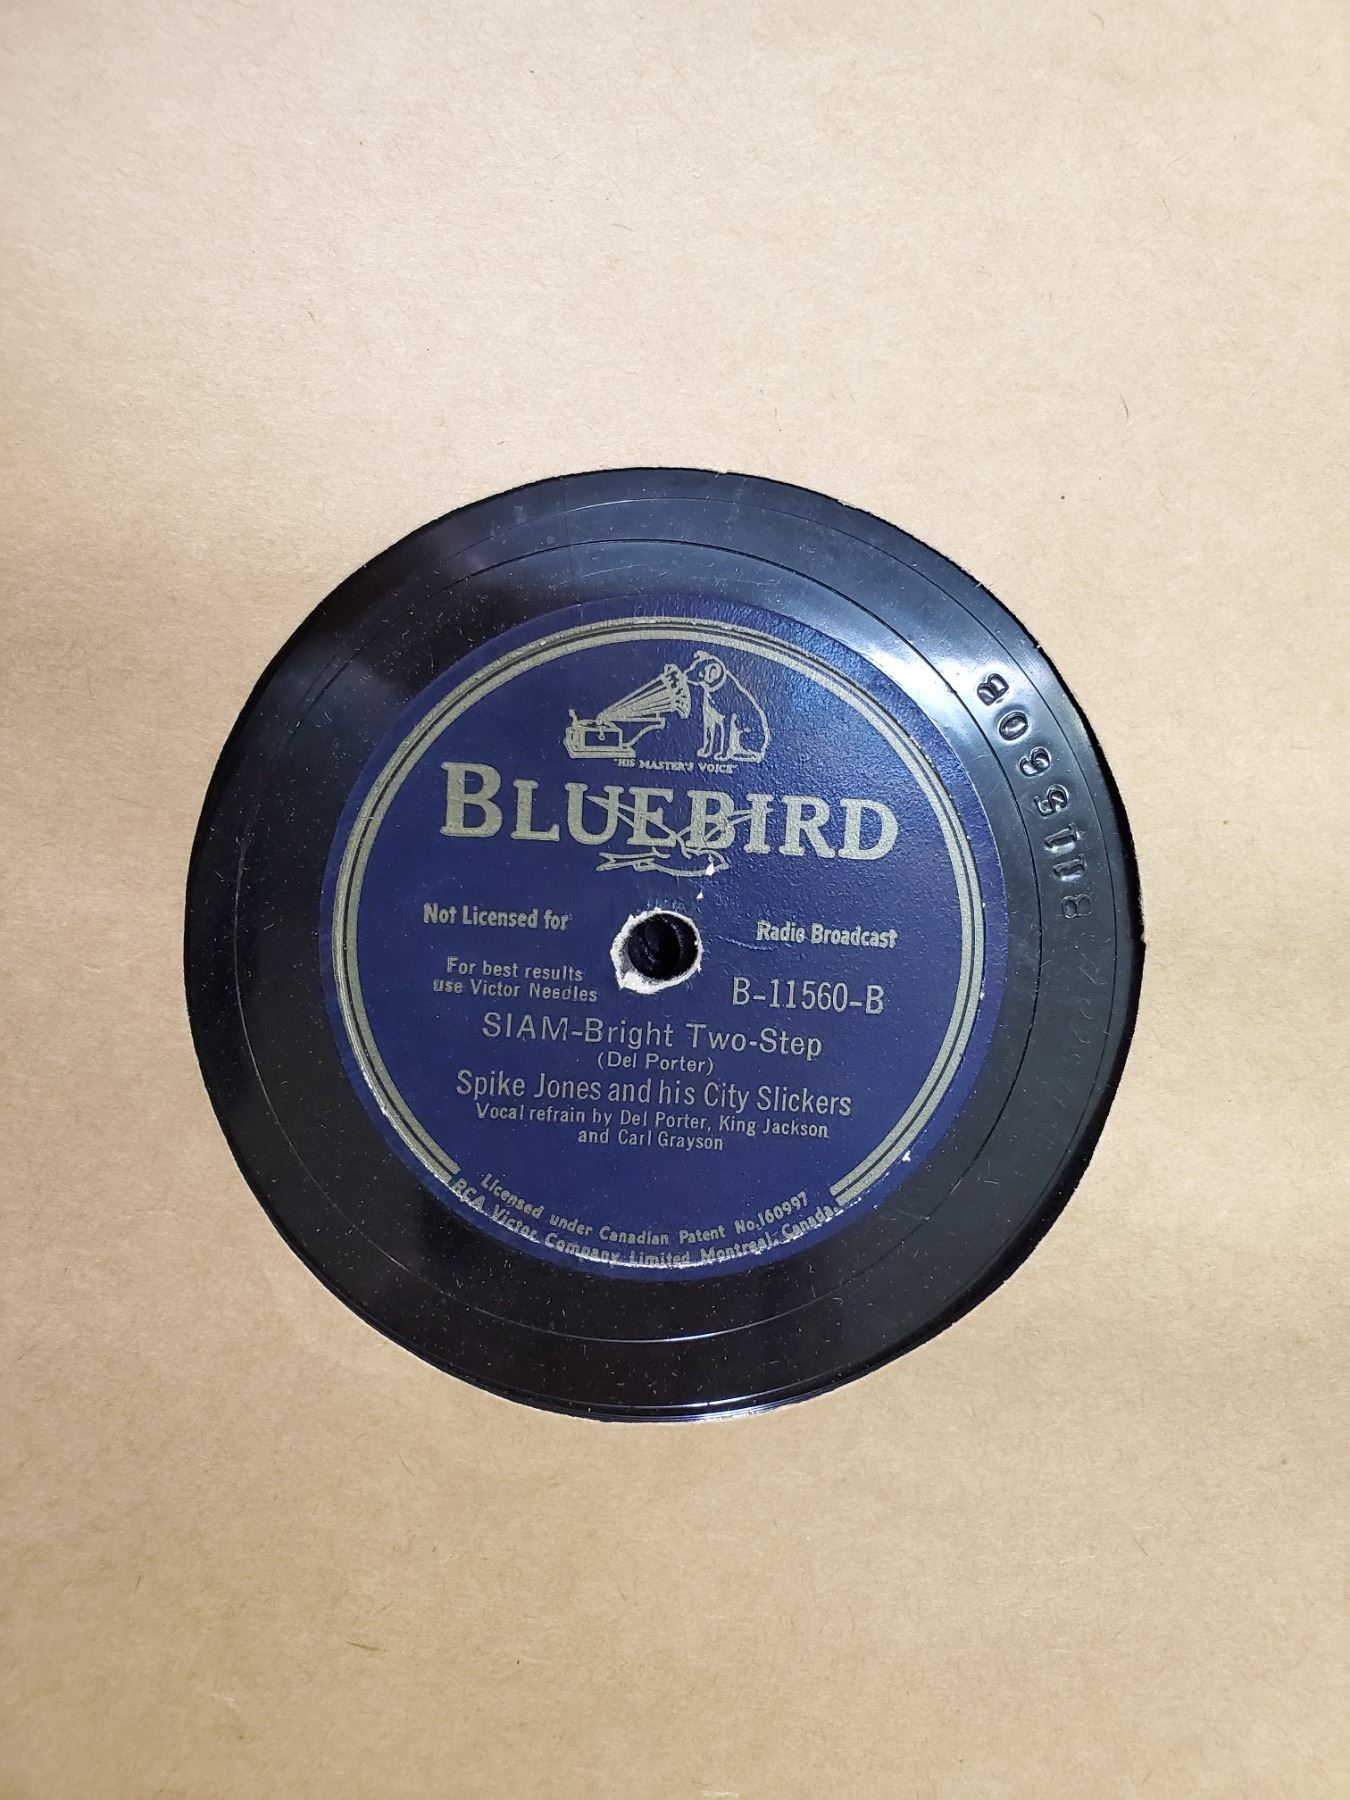 "HIS MASTER'S VOICE"
BLUEBIRD
Not Licensed for Radio Broadcast
For best results
use Victor Needles
B-11560-B
SIAM-Bright Two-Step
(Del Porter)
Spike Jones and his City Slickers
Vocal refrain by Del Porter, King Jackson
and Carl Grayson
Licensed under Canadian Patent No.160997
RCA Victor Company Limited Montreal, Canada.
B11560B